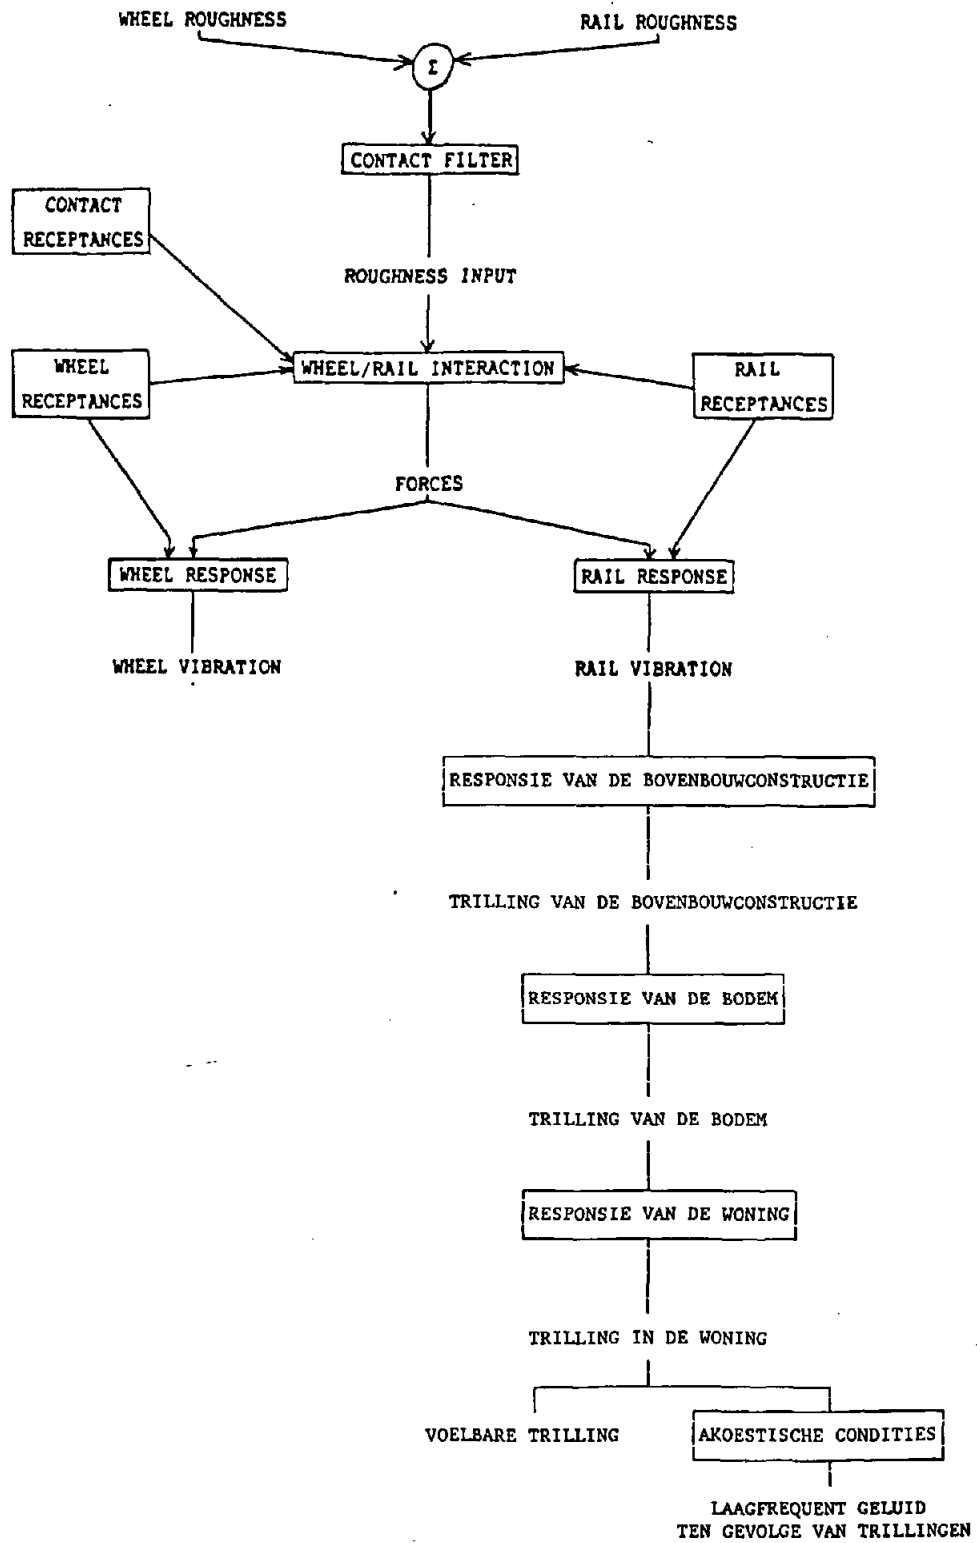 WHEEL ROUGHNESS
RAIL ROUGHNESS
Σ
CONTACT FILTER
CONTACT
RECEPTANCES
ROUGHNESS INPUT
WHEEL
RECEPTANCES
WHEEL/RAIL INTERACTION
RAIL
RECEPTANCES
FORCES
WHEEL RESPONSE
RAIL RESPONSE
WHEEL VIBRATION
RAIL VIBRATION
RESPONSIE VAN DE BOVENBOUWCONSTRUCTIE
TRILLING VAN DE BOVENBOUWCONSTRUCTIE
RESPONSIE VAN DE BODEM
TRILLING VAN DE BODEM
RESPONSIE VAN DE WONING
TRILLING IN DE WONING
VOELBARE TRILLING
AKOESTISCHE CONDITIES
LAAGFREQUENT GELUID
TEN GEVOLGE VAN TRILLINGEN